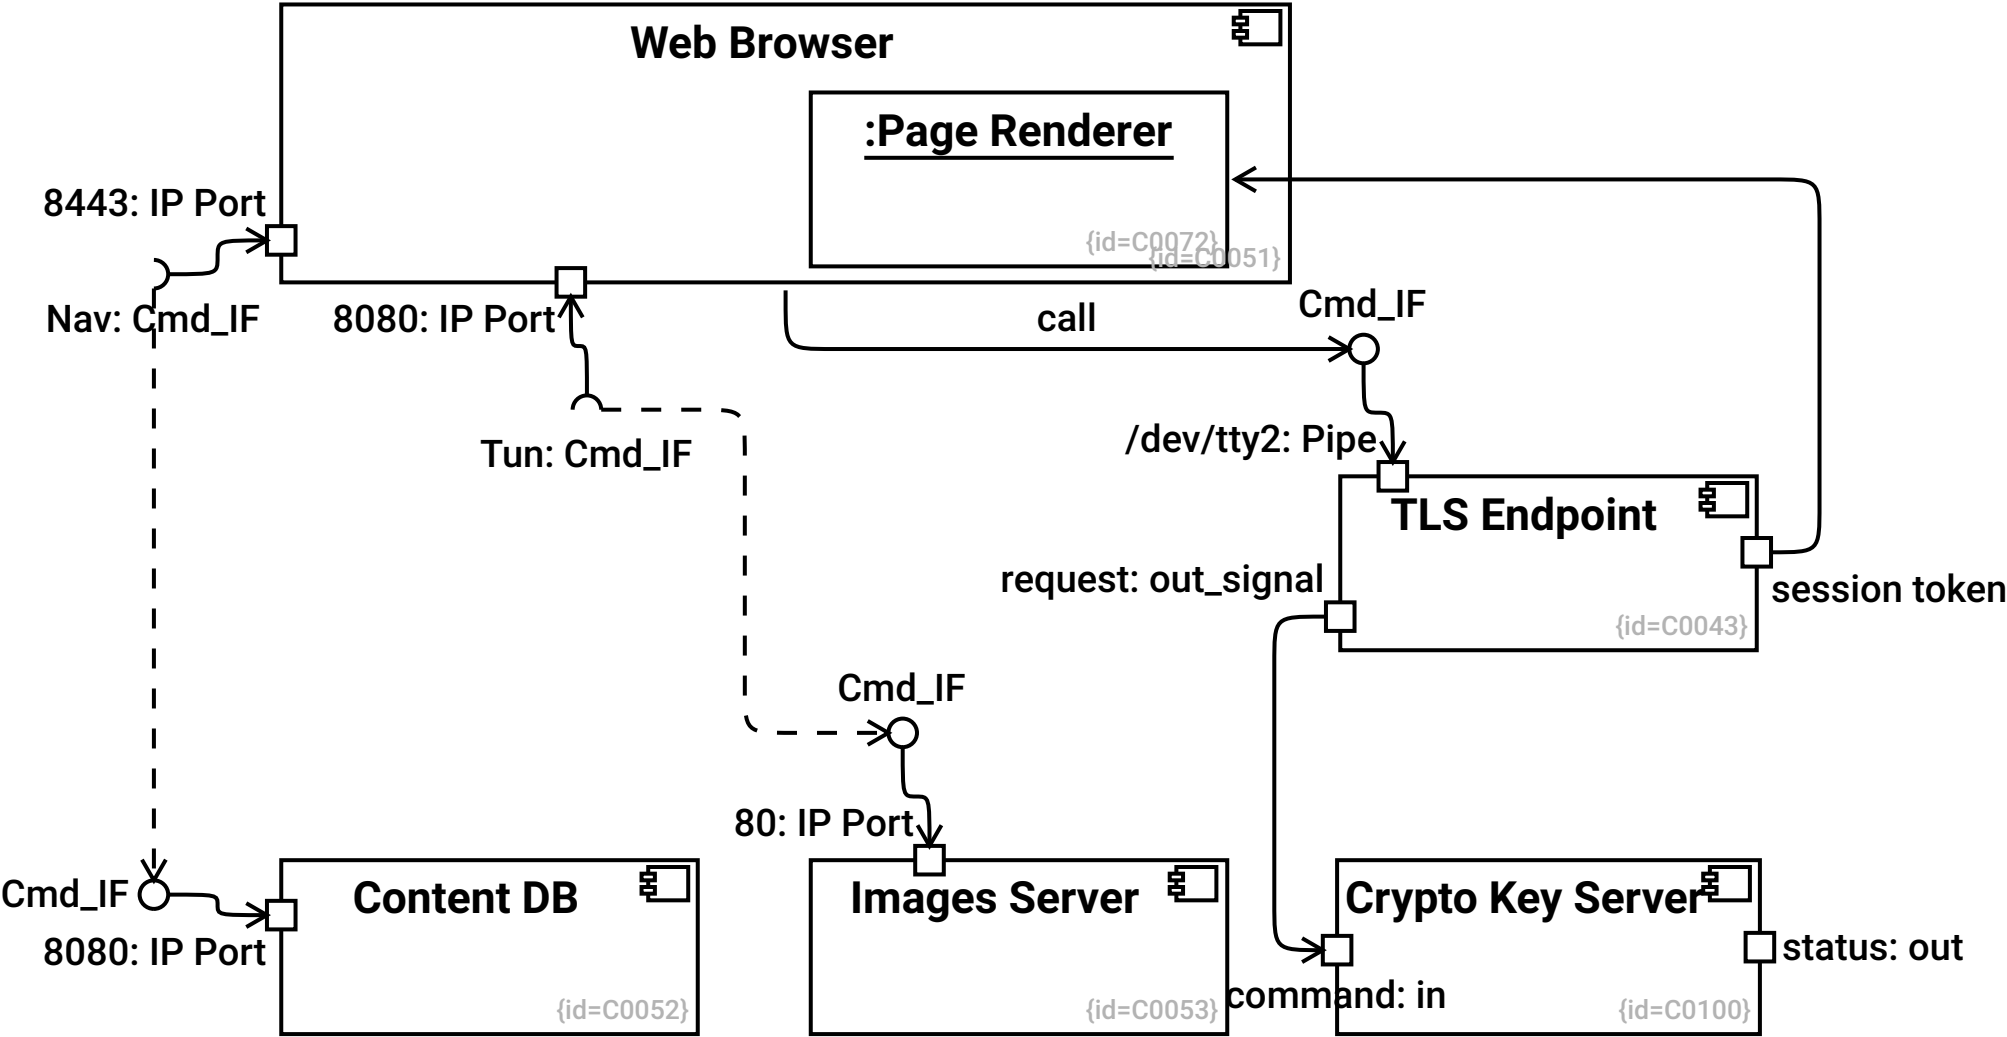 Web Browser
:Page Renderer
8443: IP Port
{id=C0072}
{id=C0051}
Nav: Cmd_IF
8080: IP Port
call
Cmd_IF
Tun: Cmd_IF
/dev/tty2: Pipe
TLS Endpoint
request: out_signal
session token
{id=C0043}
Cmd_IF
80: IP Port
Cmd_IF
Content DB
Images Server
Crypto Key Server
8080: IP Port
status: out
command: in
{id=C0052}
{id=C0053}
{id=C0100}